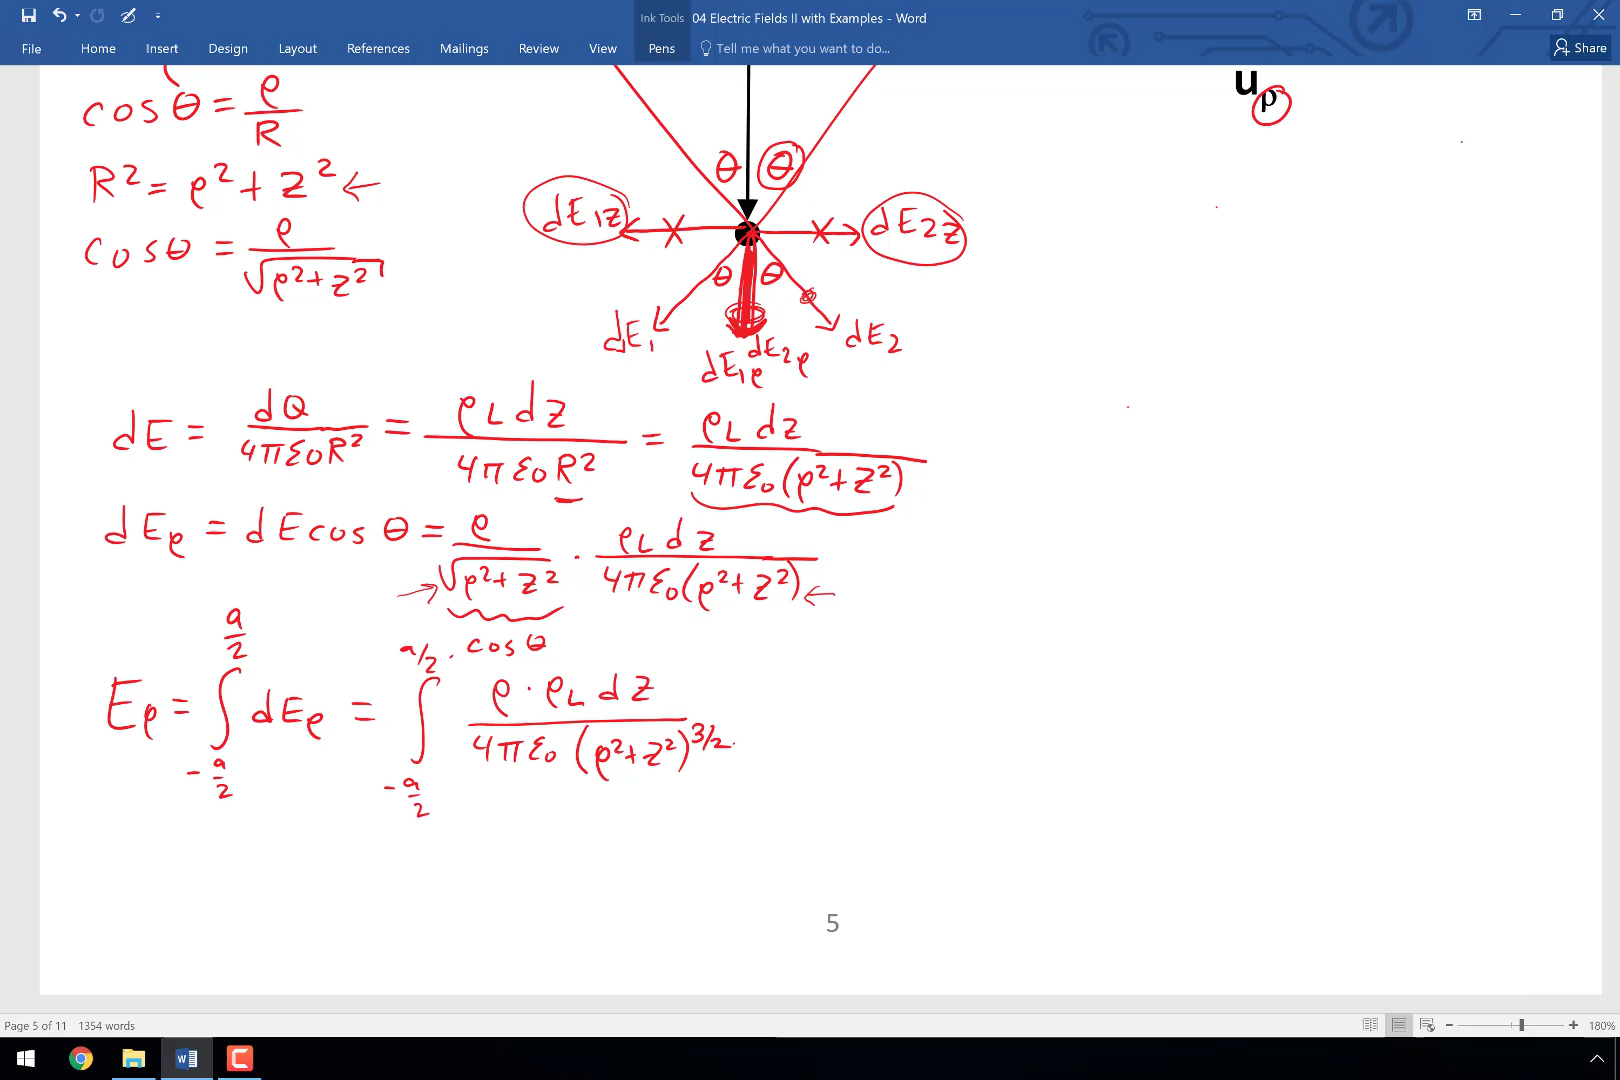 Ink Tools 04 Electric Fields II with Examples - Word
File Home Insert Design Layout References Mailings Review View Pens Tell me what you want to do... Share
cos θ = ρ/R
R² = ρ² + z² ←
cos θ = ρ/√(ρ²+z²)
u_ρ
θ θ
dE₁z dE₂z
θ θ
dE₁ dE₂
dE₁ρ dE₂ρ
dE = dQ/(4πε₀R²) = ρL dz/(4πε₀R²) = ρL dz/(4πε₀(ρ²+z²))
dEρ = dE cos θ = ρ/√(ρ²+z²) · ρL dz/(4πε₀(ρ²+z²))
cos θ
Eρ = ∫_{-a/2}^{a/2} dEρ = ∫_{-a/2}^{a/2} ρ·ρL dz/(4πε₀(ρ²+z²)^{3/2})
5
Page 5 of 11 1354 words 180%